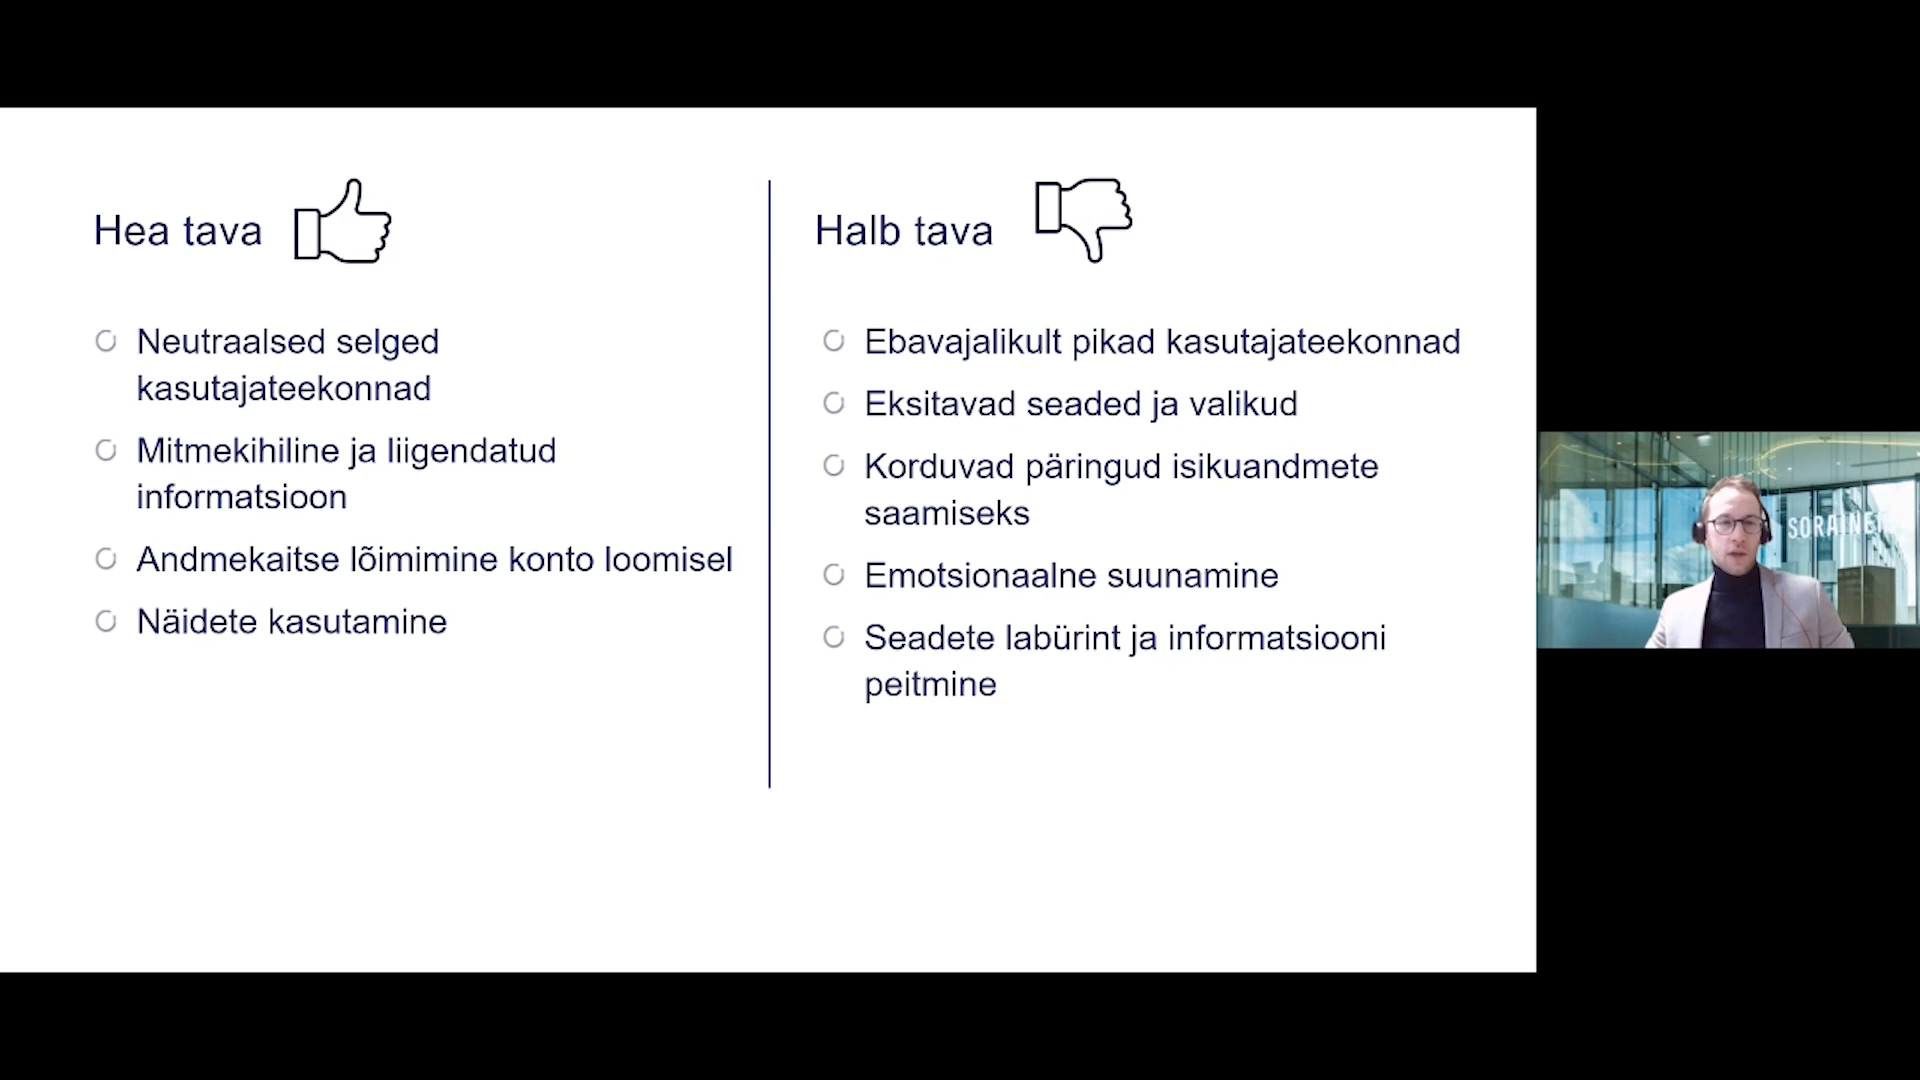 Hea tava
Neutraalsed selged
kasutajateekonnad
Mitmekihiline ja liigendatud
informatsioon
Andmekaitse lõimimine konto loomisel
Näidete kasutamine
Halb tava
Ebavajalikult pikad kasutajateekonnad
Eksitavad seaded ja valikud
Korduvad päringud isikuandmete
saamiseks
Emotsionaalne suunamine
Seadete labürint ja informatsiooni
peitmine
SORAINEN